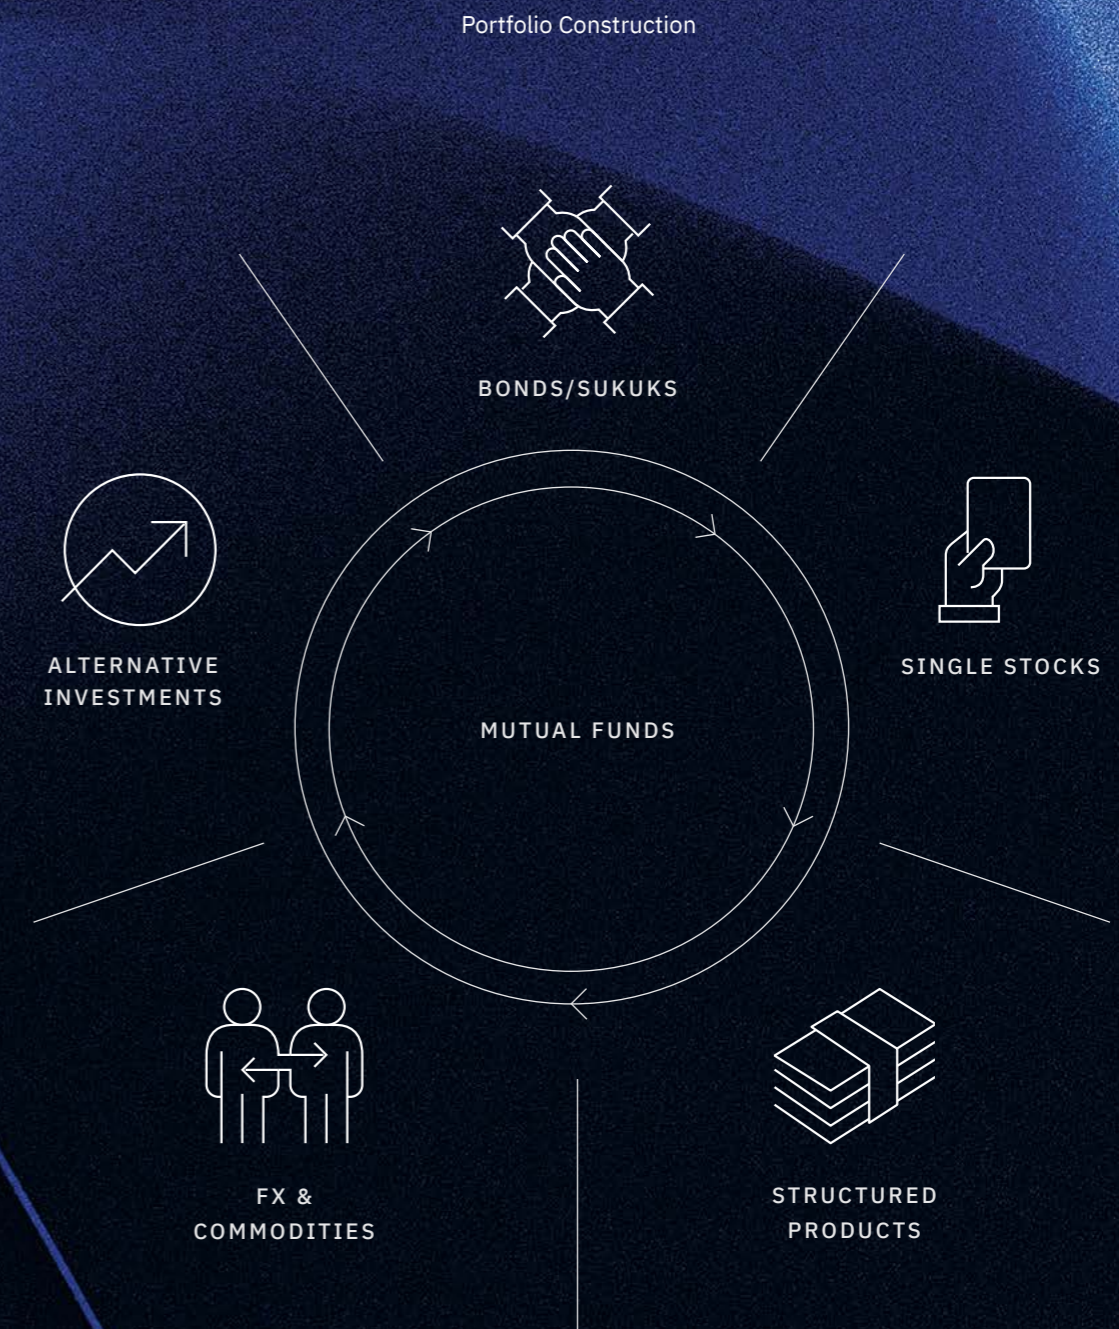 Portfolio Construction
BONDS/SUKUKS
ALTERNATIVE
INVESTMENTS
SINGLE STOCKS
MUTUAL FUNDS
FX &
COMMODITIES
STRUCTURED
PRODUCTS